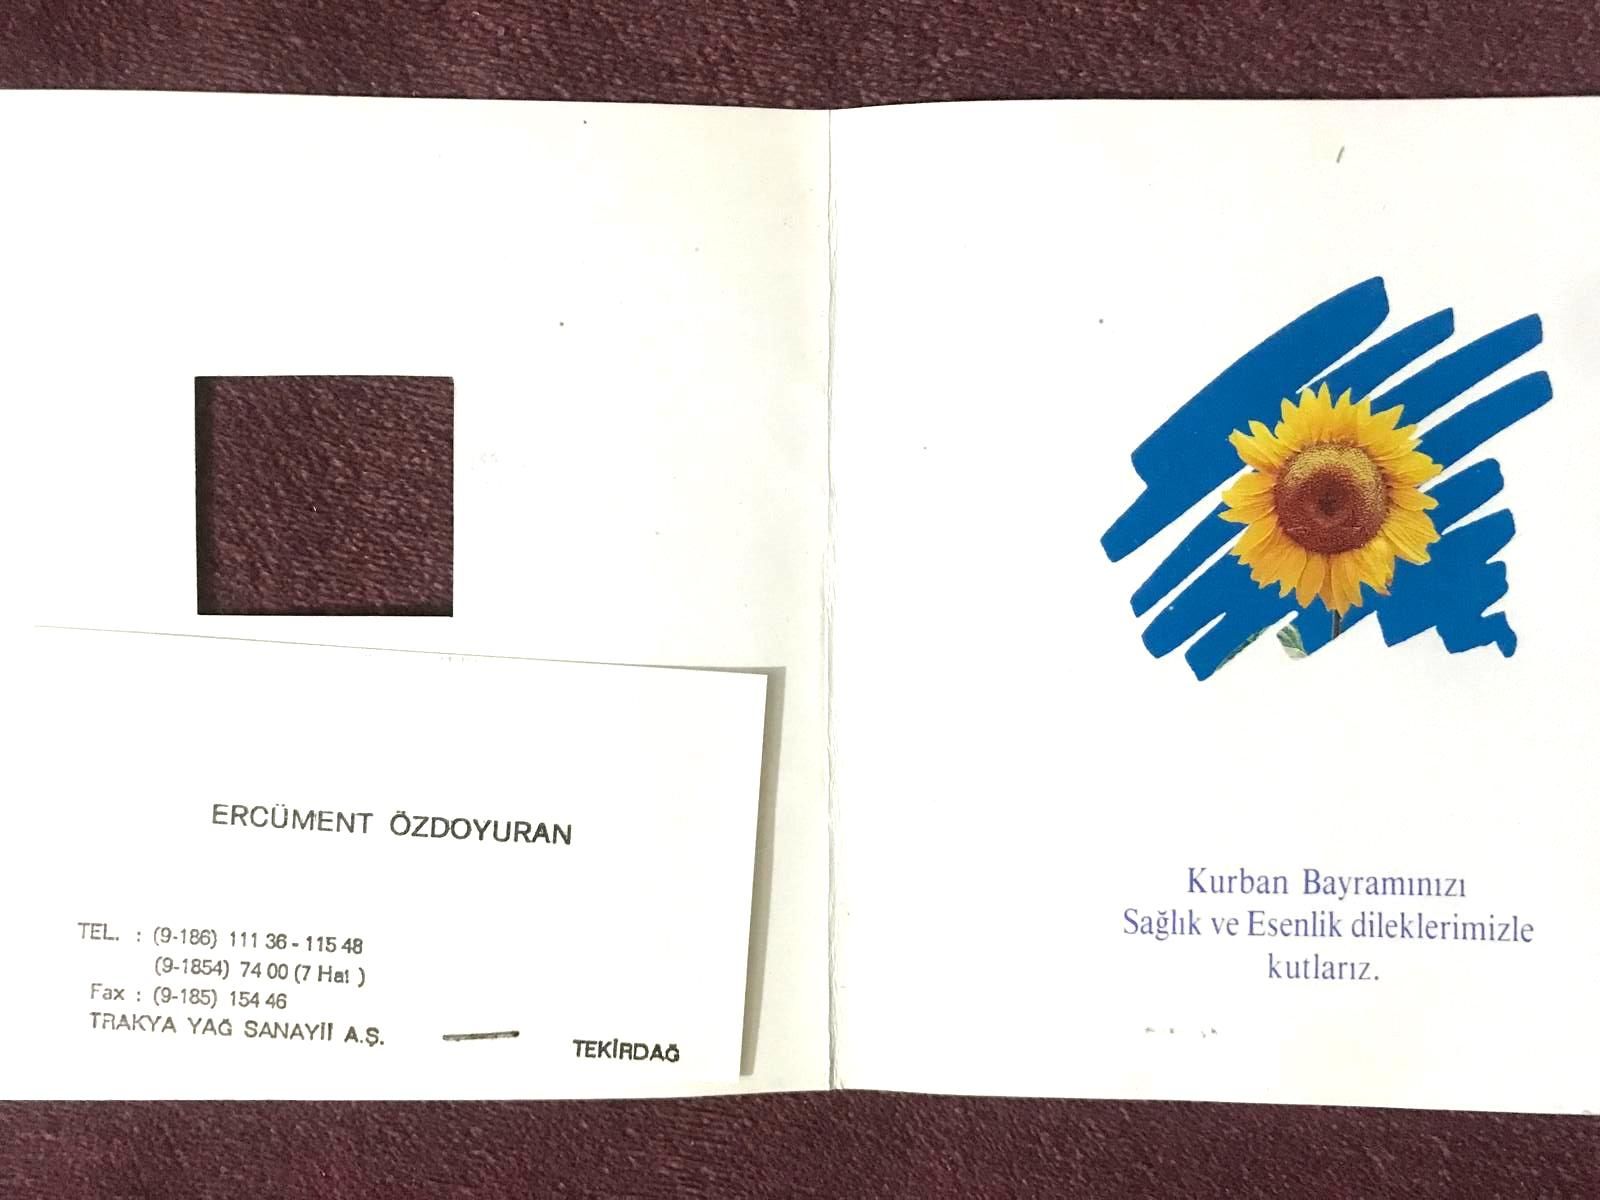 ERCÜMENT ÖZDOYURAN
TEL. : (9-186) 111 36 - 115 48
(9-1854) 74 00 (7 Hat )
Fax : (9-185) 154 46
TRAKYA YAĞ SANAYİİ A.Ş.
TEKİRDAĞ
Kurban Bayramınızı
Sağlık ve Esenlik dileklerimizle
kutlarız.